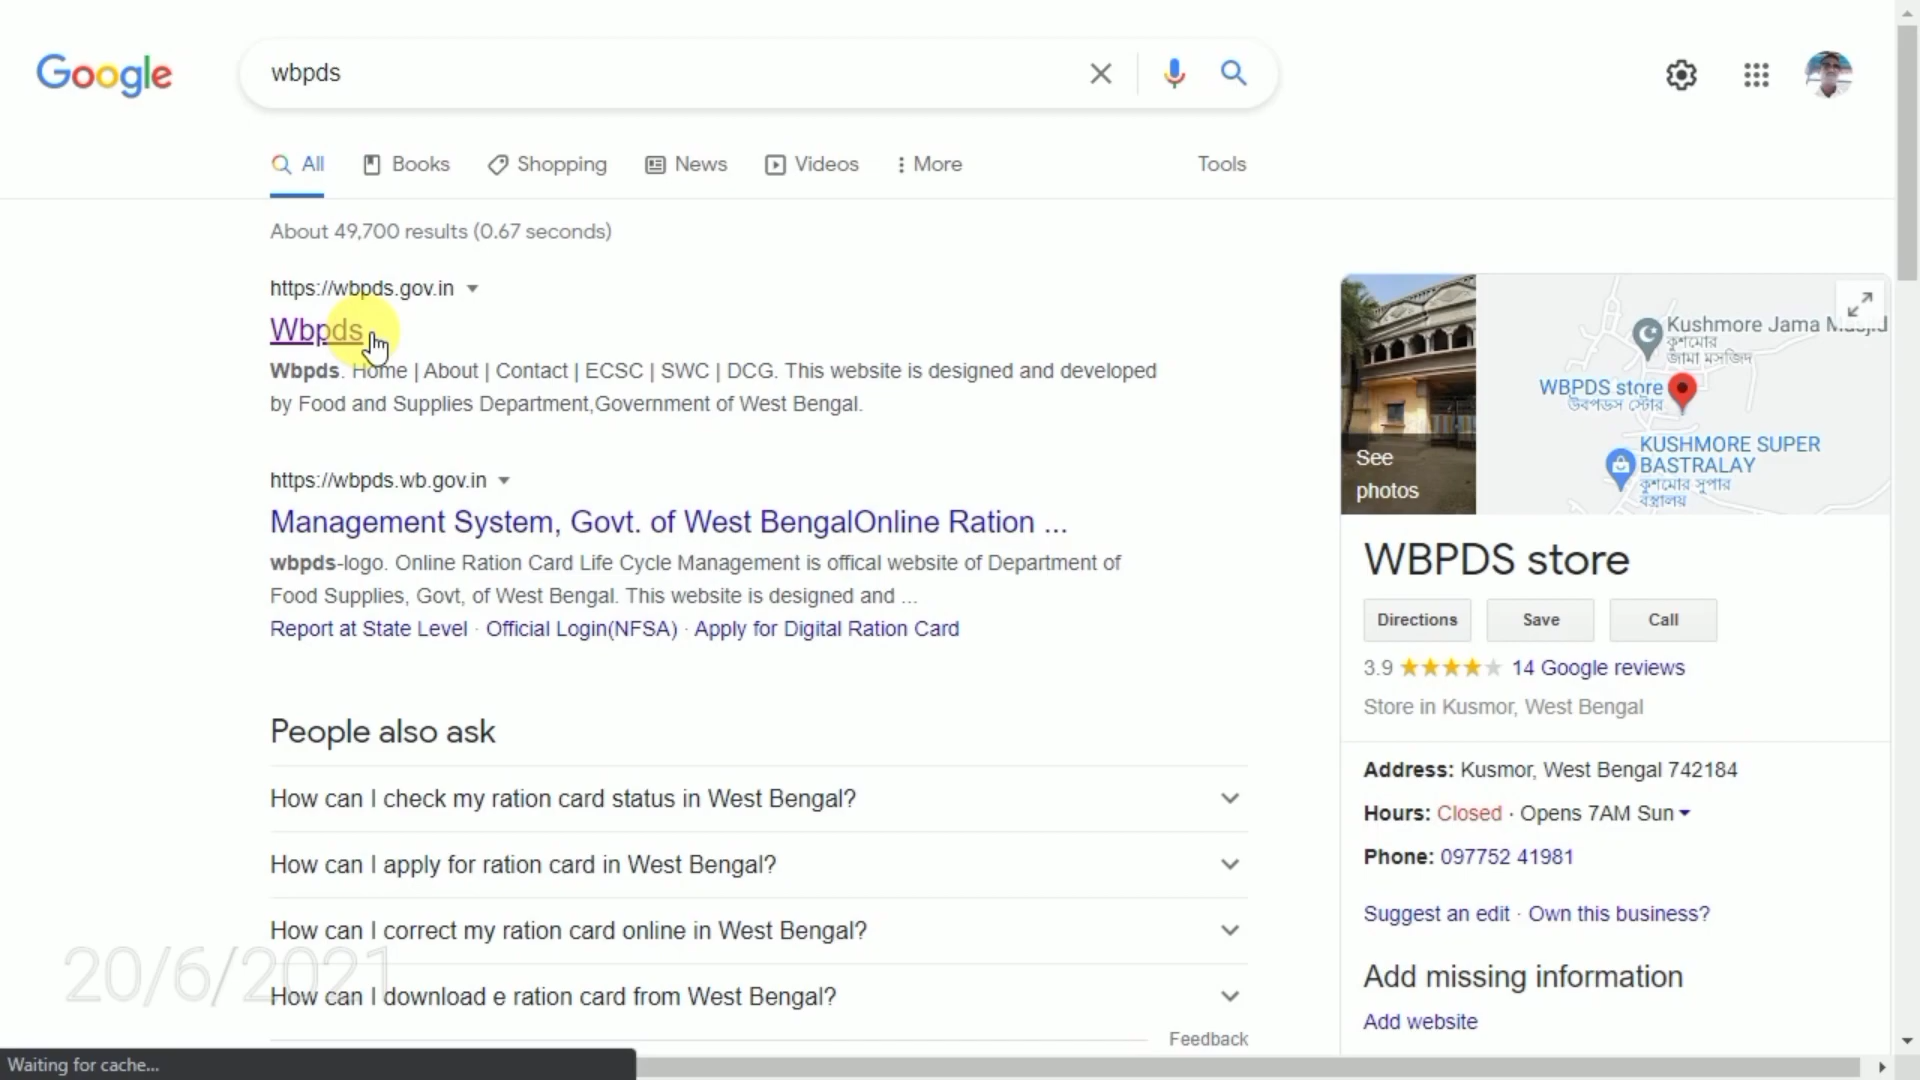 Google
wbpds
All
Books
Shopping
News
Videos
More
Tools
About 49,700 results (0.67 seconds)
https://wbpds.gov.in
Wbpds
Wbpds. Home | About | Contact | ECSC | SWC | DCG. This website is designed and developed
by Food and Supplies Department,Government of West Bengal.
https://wbpds.wb.gov.in
Management System, Govt. of West BengalOnline Ration ...
wbpds-logo. Online Ration Card Life Cycle Management is offical website of Department of
Food Supplies, Govt, of West Bengal. This website is designed and ...
Report at State Level · Official Login(NFSA) · Apply for Digital Ration Card
People also ask
How can I check my ration card status in West Bengal?
How can I apply for ration card in West Bengal?
How can I correct my ration card online in West Bengal?
How can I download e ration card from West Bengal?
Feedback
20/6/2021
Waiting for cache...
See
photos
Kushmore Jama Masjid
কুশমোর
জামা মসজিদ
WBPDS store
উবপডস স্টোর
KUSHMORE SUPER
BASTRALAY
কুশমোর সুপার
বস্ত্রালয়
WBPDS store
Directions
Save
Call
3.9
14 Google reviews
Store in Kusmor, West Bengal
Address: Kusmor, West Bengal 742184
Hours: Closed · Opens 7AM Sun
Phone: 097752 41981
Suggest an edit · Own this business?
Add missing information
Add website